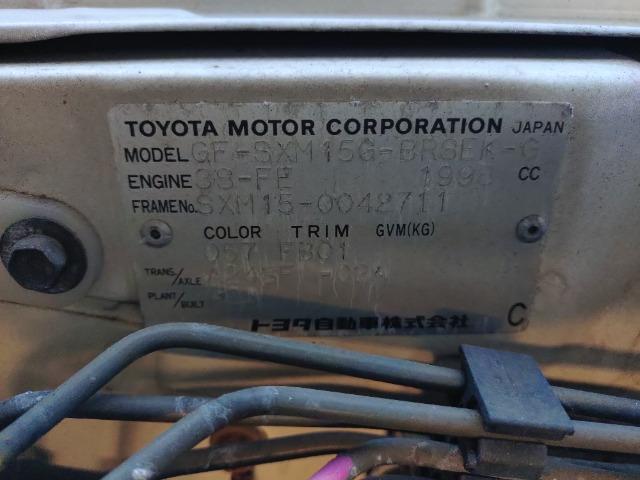 TOYOTA MOTOR CORPORATION JAPAN
MODEL GF-SXM15G-BRSEK-G
ENGINE 3S-FE 1998 CC
FRAME No. SXM15-0042711
COLOR TRIM GVM(KG)
057 FB01
TRANS/AXLE -02A
PLANT/BUILT
トヨタ自動車株式会社 C